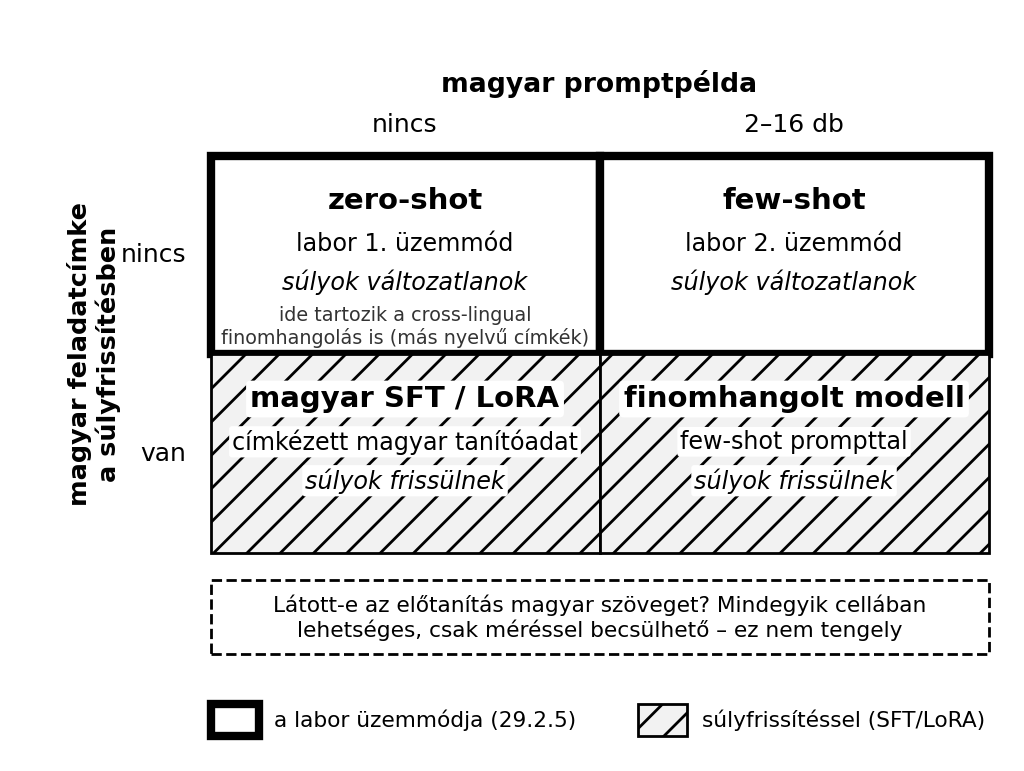 magyar promptpélda
nincs
2–16 db
magyar feladatcímke
a súlyfrissítésben
nincs
zero-shot
labor 1. üzemmód
súlyok változatlanok
ide tartozik a cross-lingual
finomhangolás is (más nyelvű címkék)
few-shot
labor 2. üzemmód
súlyok változatlanok
van
magyar SFT / LoRA
címkézett magyar tanítóadat
súlyok frissülnek
finomhangolt modell
few-shot prompttal
súlyok frissülnek
Látott-e az előtanítás magyar szöveget? Mindegyik cellában
lehetséges, csak méréssel becsülhető – ez nem tengely
a labor üzemmódja (29.2.5)
súlyfrissítéssel (SFT/LoRA)